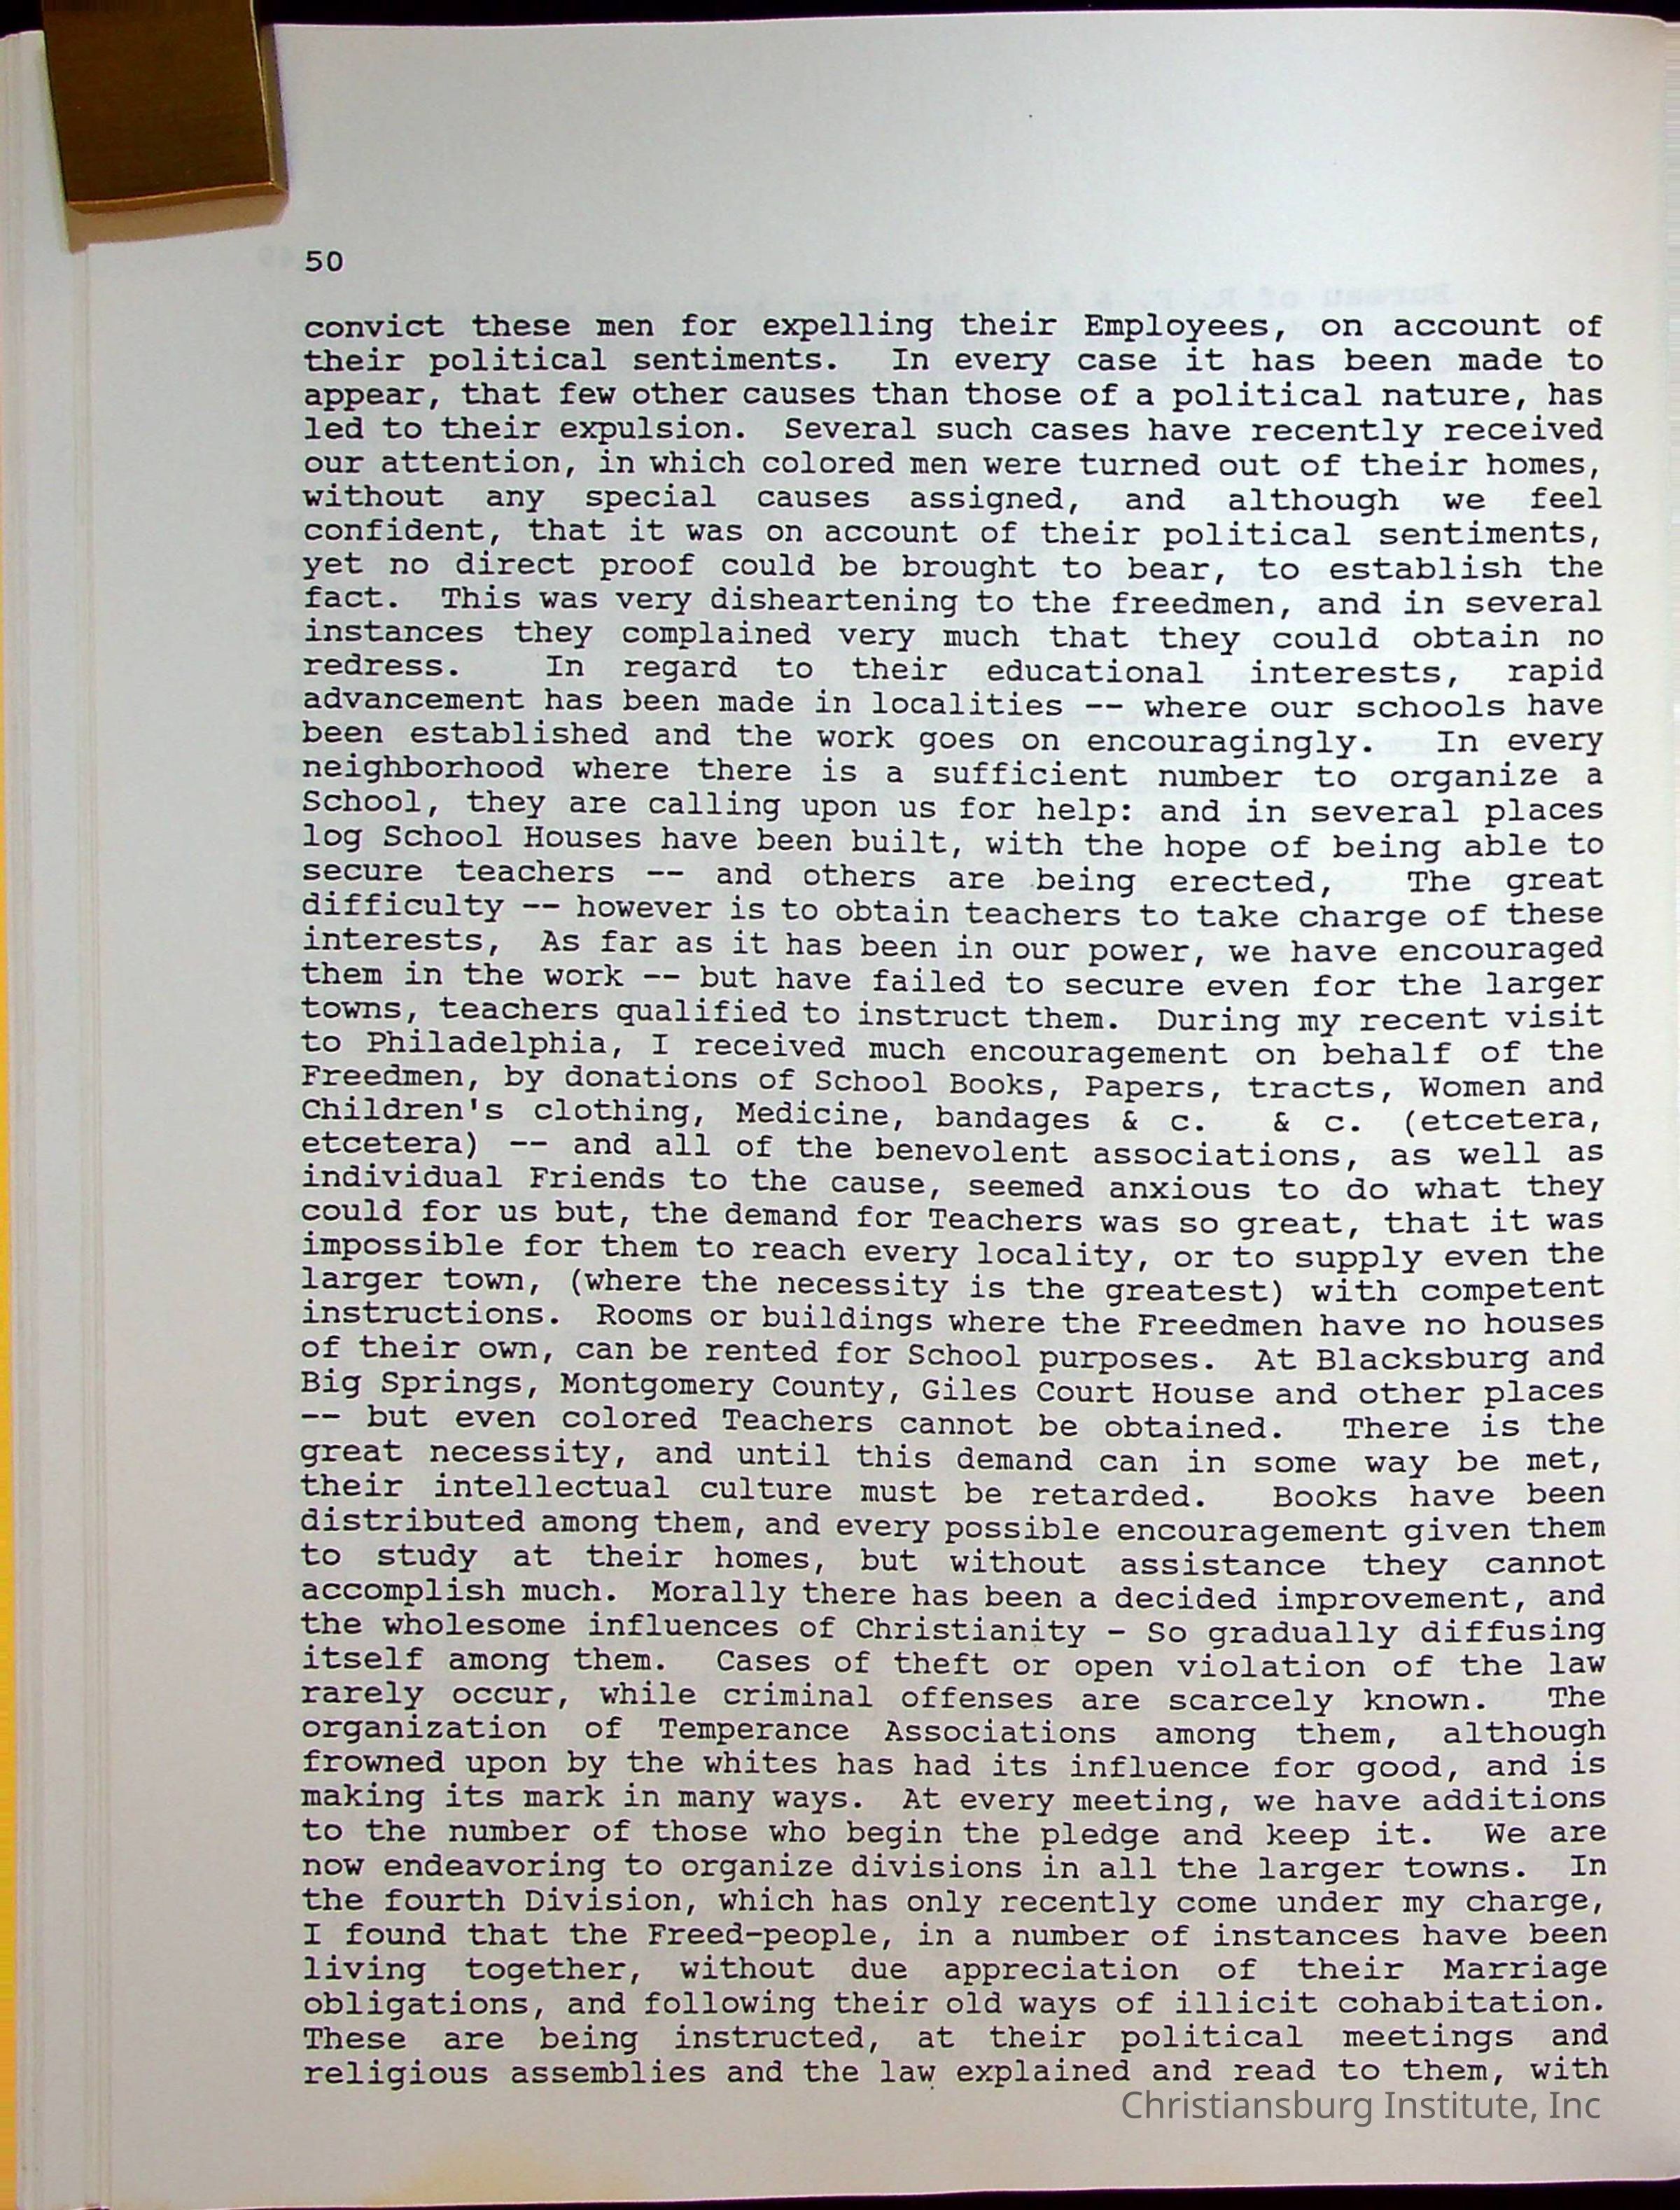 50
convict these men for expelling their Employees, on account of
their political sentiments. In every case it has been made to
appear, that few other causes than those of a political nature, has
led to their expulsion. Several such cases have recently received
our attention, in which colored men were turned out of their homes,
without any special causes assigned, and although we feel
confident, that it was on account of their political sentiments,
yet no direct proof could be brought to bear, to establish the
fact. This was very disheartening to the freedmen, and in several
instances they complained very much that they could obtain no
redress. In regard to their educational interests, rapid
advancement has been made in localities -- where our schools have
been established and the work goes on encouragingly. In every
neighborhood where there is a sufficient number to organize a
School, they are calling upon us for help: and in several places
log School Houses have been built, with the hope of being able to
secure teachers -- and others are being erected, The great
difficulty -- however is to obtain teachers to take charge of these
interests, As far as it has been in our power, we have encouraged
them in the work -- but have failed to secure even for the larger
towns, teachers qualified to instruct them. During my recent visit
to Philadelphia, I received much encouragement on behalf of the
Freedmen, by donations of School Books, Papers, tracts, Women and
Children's clothing, Medicine, bandages & c. & c. (etcetera,
etcetera) -- and all of the benevolent associations, as well as
individual Friends to the cause, seemed anxious to do what they
could for us but, the demand for Teachers was so great, that it was
impossible for them to reach every locality, or to supply even the
larger town, (where the necessity is the greatest) with competent
instructions. Rooms or buildings where the Freedmen have no houses
of their own, can be rented for School purposes. At Blacksburg and
Big Springs, Montgomery County, Giles Court House and other places
-- but even colored Teachers cannot be obtained. There is the
great necessity, and until this demand can in some way be met,
their intellectual culture must be retarded. Books have been
distributed among them, and every possible encouragement given them
to study at their homes, but without assistance they cannot
accomplish much. Morally there has been a decided improvement, and
the wholesome influences of Christianity - So gradually diffusing
itself among them. Cases of theft or open violation of the law
rarely occur, while criminal offenses are scarcely known. The
organization of Temperance Associations among them, although
frowned upon by the whites has had its influence for good, and is
making its mark in many ways. At every meeting, we have additions
to the number of those who begin the pledge and keep it. We are
now endeavoring to organize divisions in all the larger towns. In
the fourth Division, which has only recently come under my charge,
I found that the Freed-people, in a number of instances have been
living together, without due appreciation of their Marriage
obligations, and following their old ways of illicit cohabitation.
These are being instructed, at their political meetings and
religious assemblies and the law explained and read to them, with
Christiansburg Institute, Inc